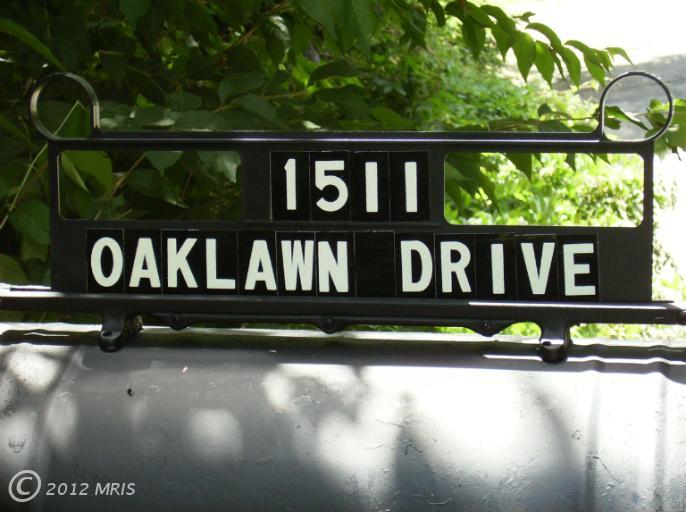 1511
OAKLAWN DRIVE
© 2012 MRIS